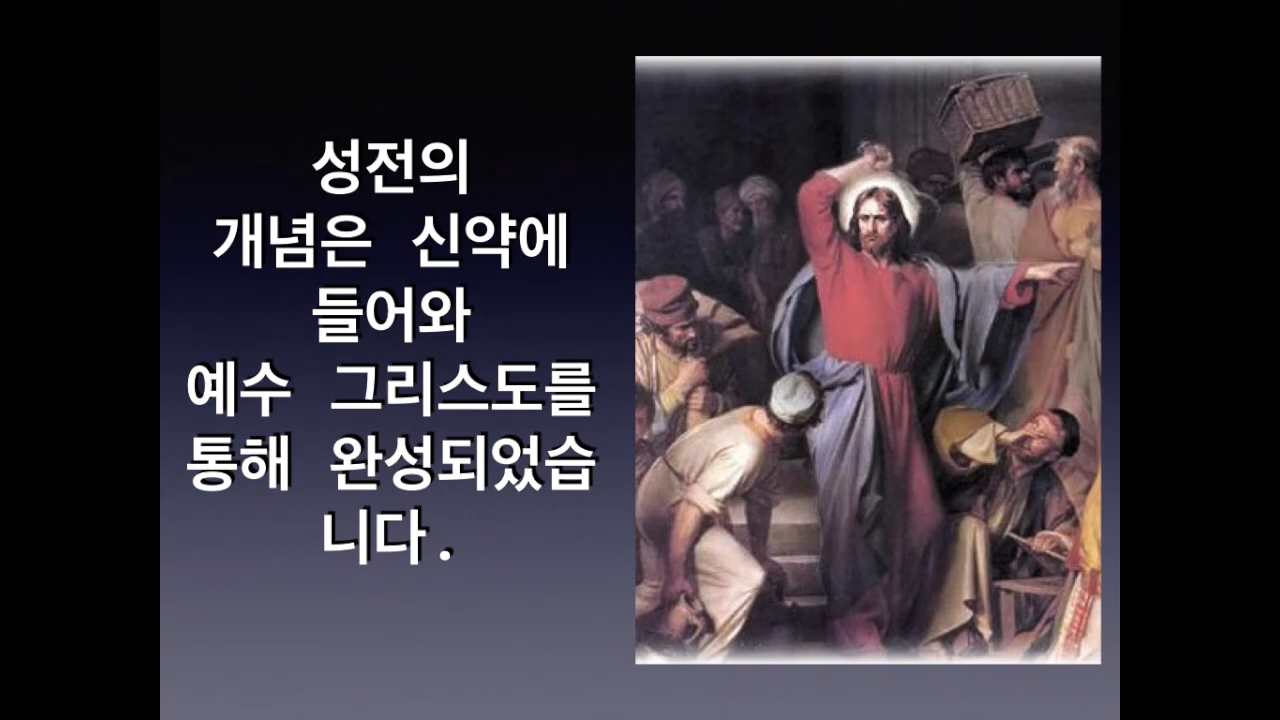 성전의
개념은 신약에
들어와
예수 그리스도를
통해 완성되었습
니다.